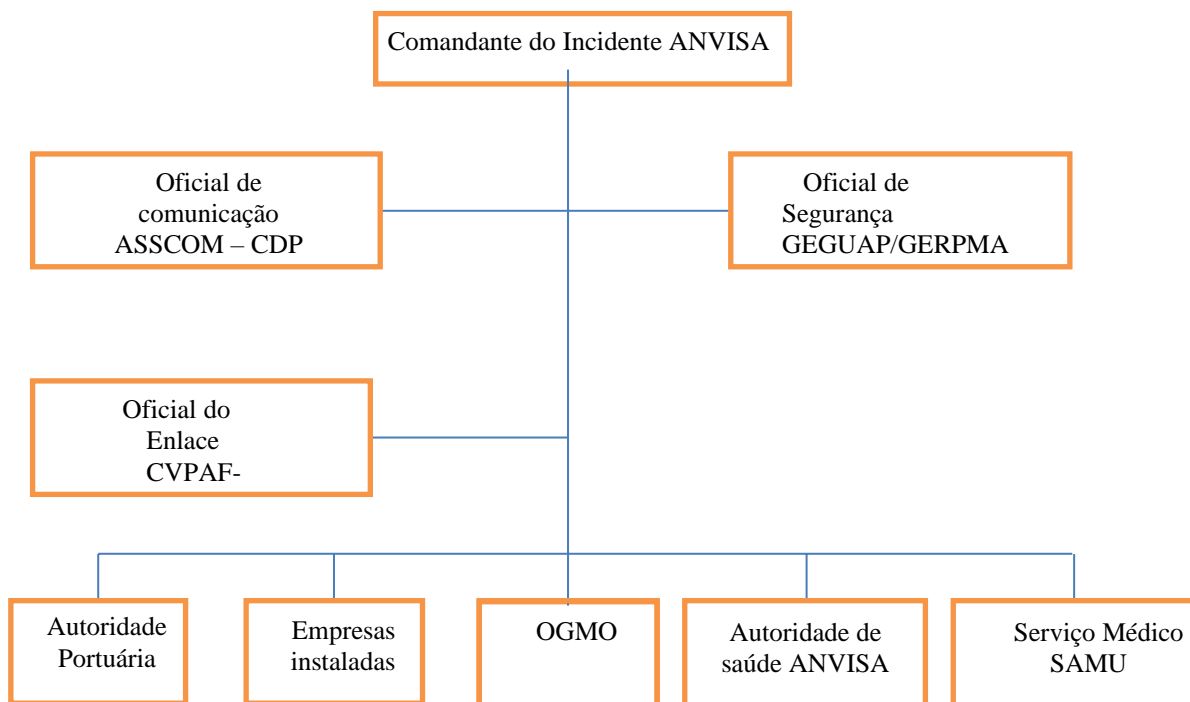 Comandante do Incidente ANVISA
Oficial de
comunicação
ASSCOM – CDP
Oficial de
Segurança
GEGUAP/GERPMA
Oficial do
Enlace
CVPAF-
Autoridade
Portuária
Empresas
instaladas
OGMO
Autoridade de
saúde ANVISA
Serviço Médico
SAMU